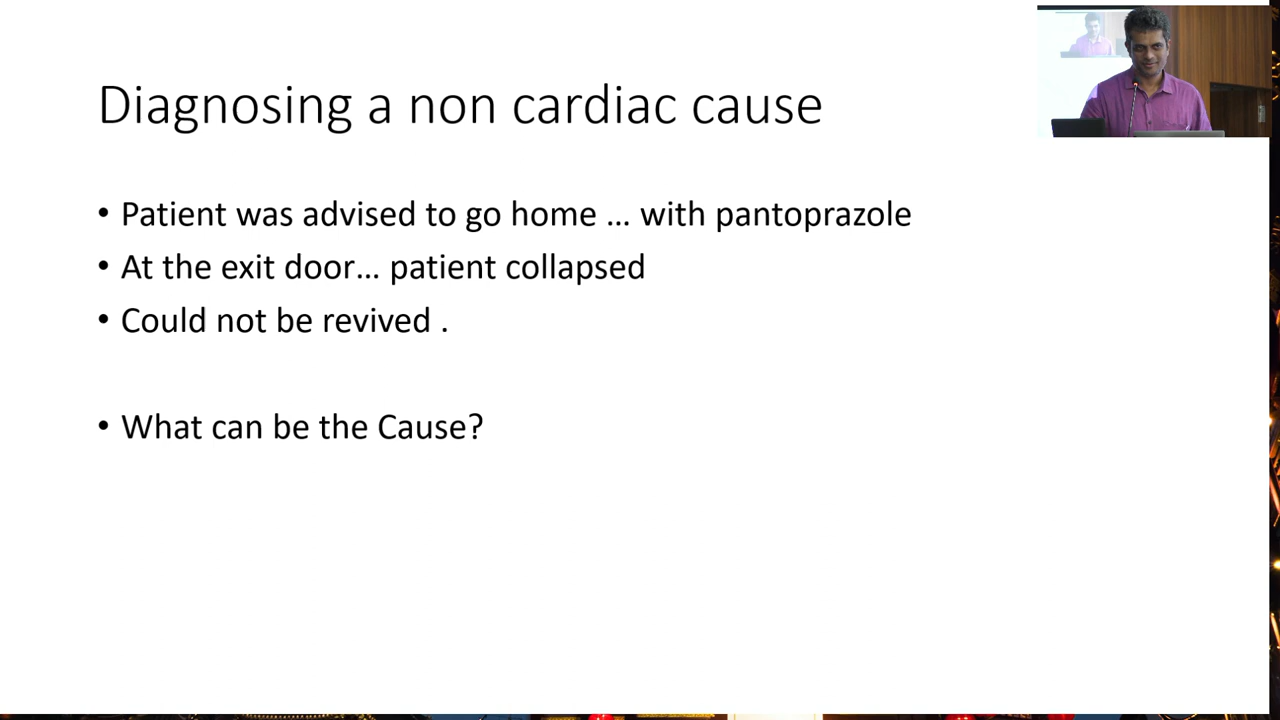 Diagnosing a non cardiac cause
• Patient was advised to go home … with pantoprazole
• At the exit door… patient collapsed
• Could not be revived .
• What can be the Cause?